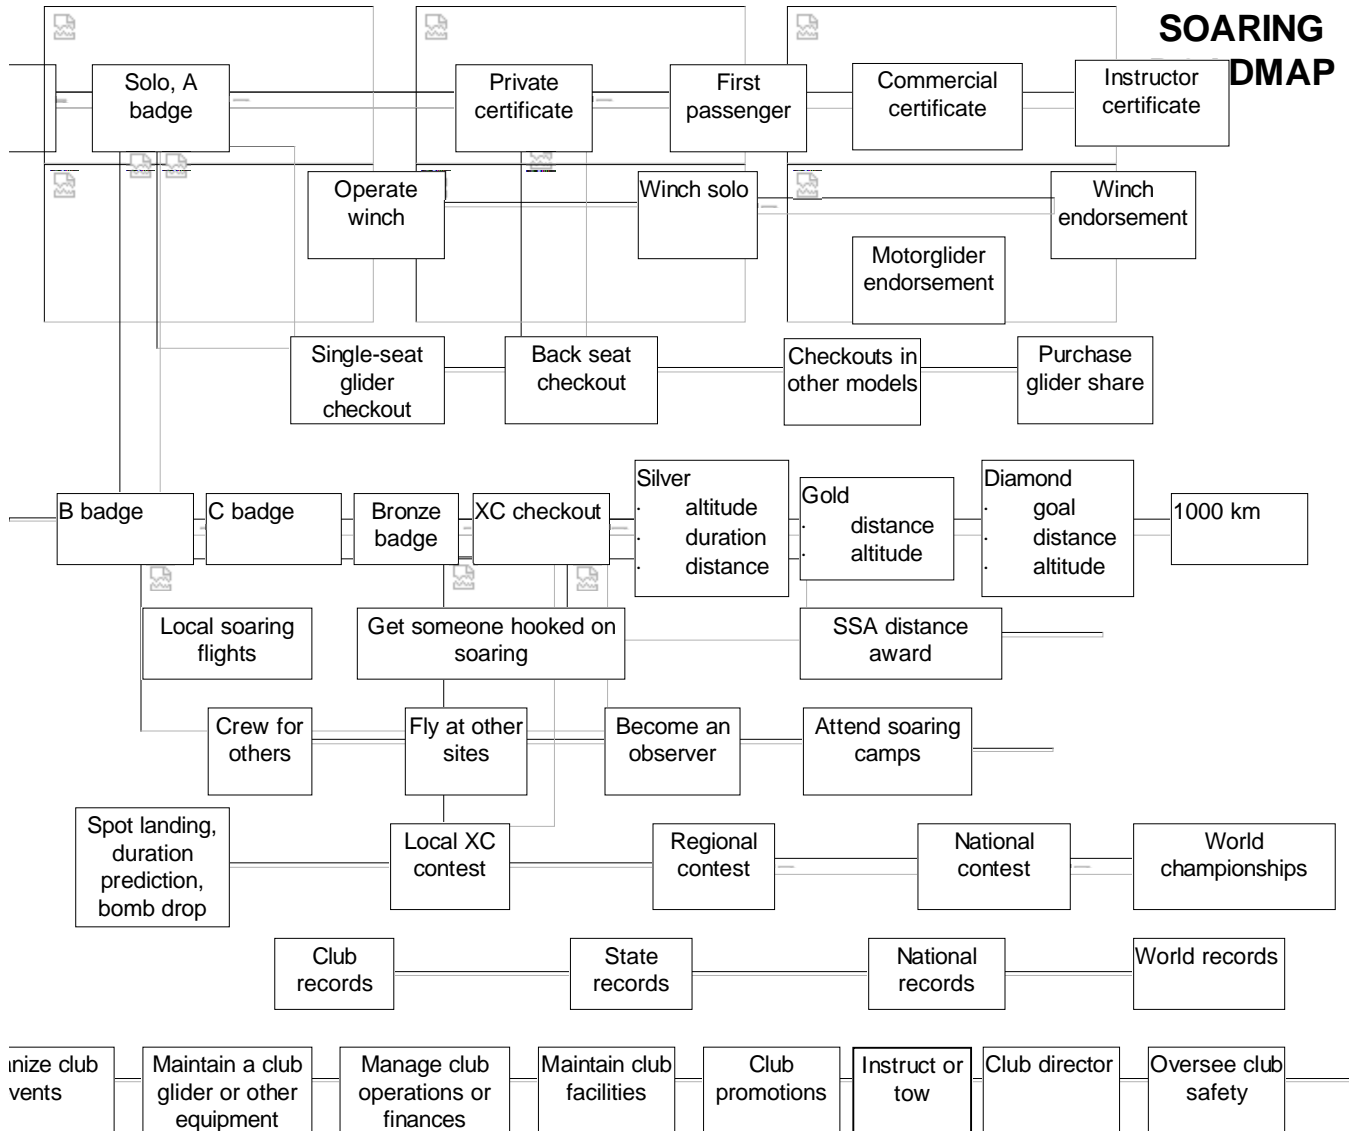 SOARING
DMAP
Solo, A
badge
Private
certificate
First
passenger
Commercial
certificate
Instructor
certificate
Operate
winch
Winch solo
Winch
endorsement
Motorglider
endorsement
Single-seat
glider
checkout
Back seat
checkout
Checkouts in
other models
Purchase
glider share
B badge
C badge
Bronze
badge
XC checkout
Silver
· altitude
· duration
· distance
Gold
· distance
· altitude
Diamond
· goal
· distance
· altitude
1000 km
Local soaring
flights
Get someone hooked on
soaring
SSA distance
award
Crew for
others
Fly at other
sites
Become an
observer
Attend soaring
camps
Spot landing,
duration
prediction,
bomb drop
Local XC
contest
Regional
contest
National
contest
World
championships
Club
records
State
records
National
records
World records
nize club
vents
Maintain a club
glider or other
equipment
Manage club
operations or
finances
Maintain club
facilities
Club
promotions
Instruct or
tow
Club director
Oversee club
safety